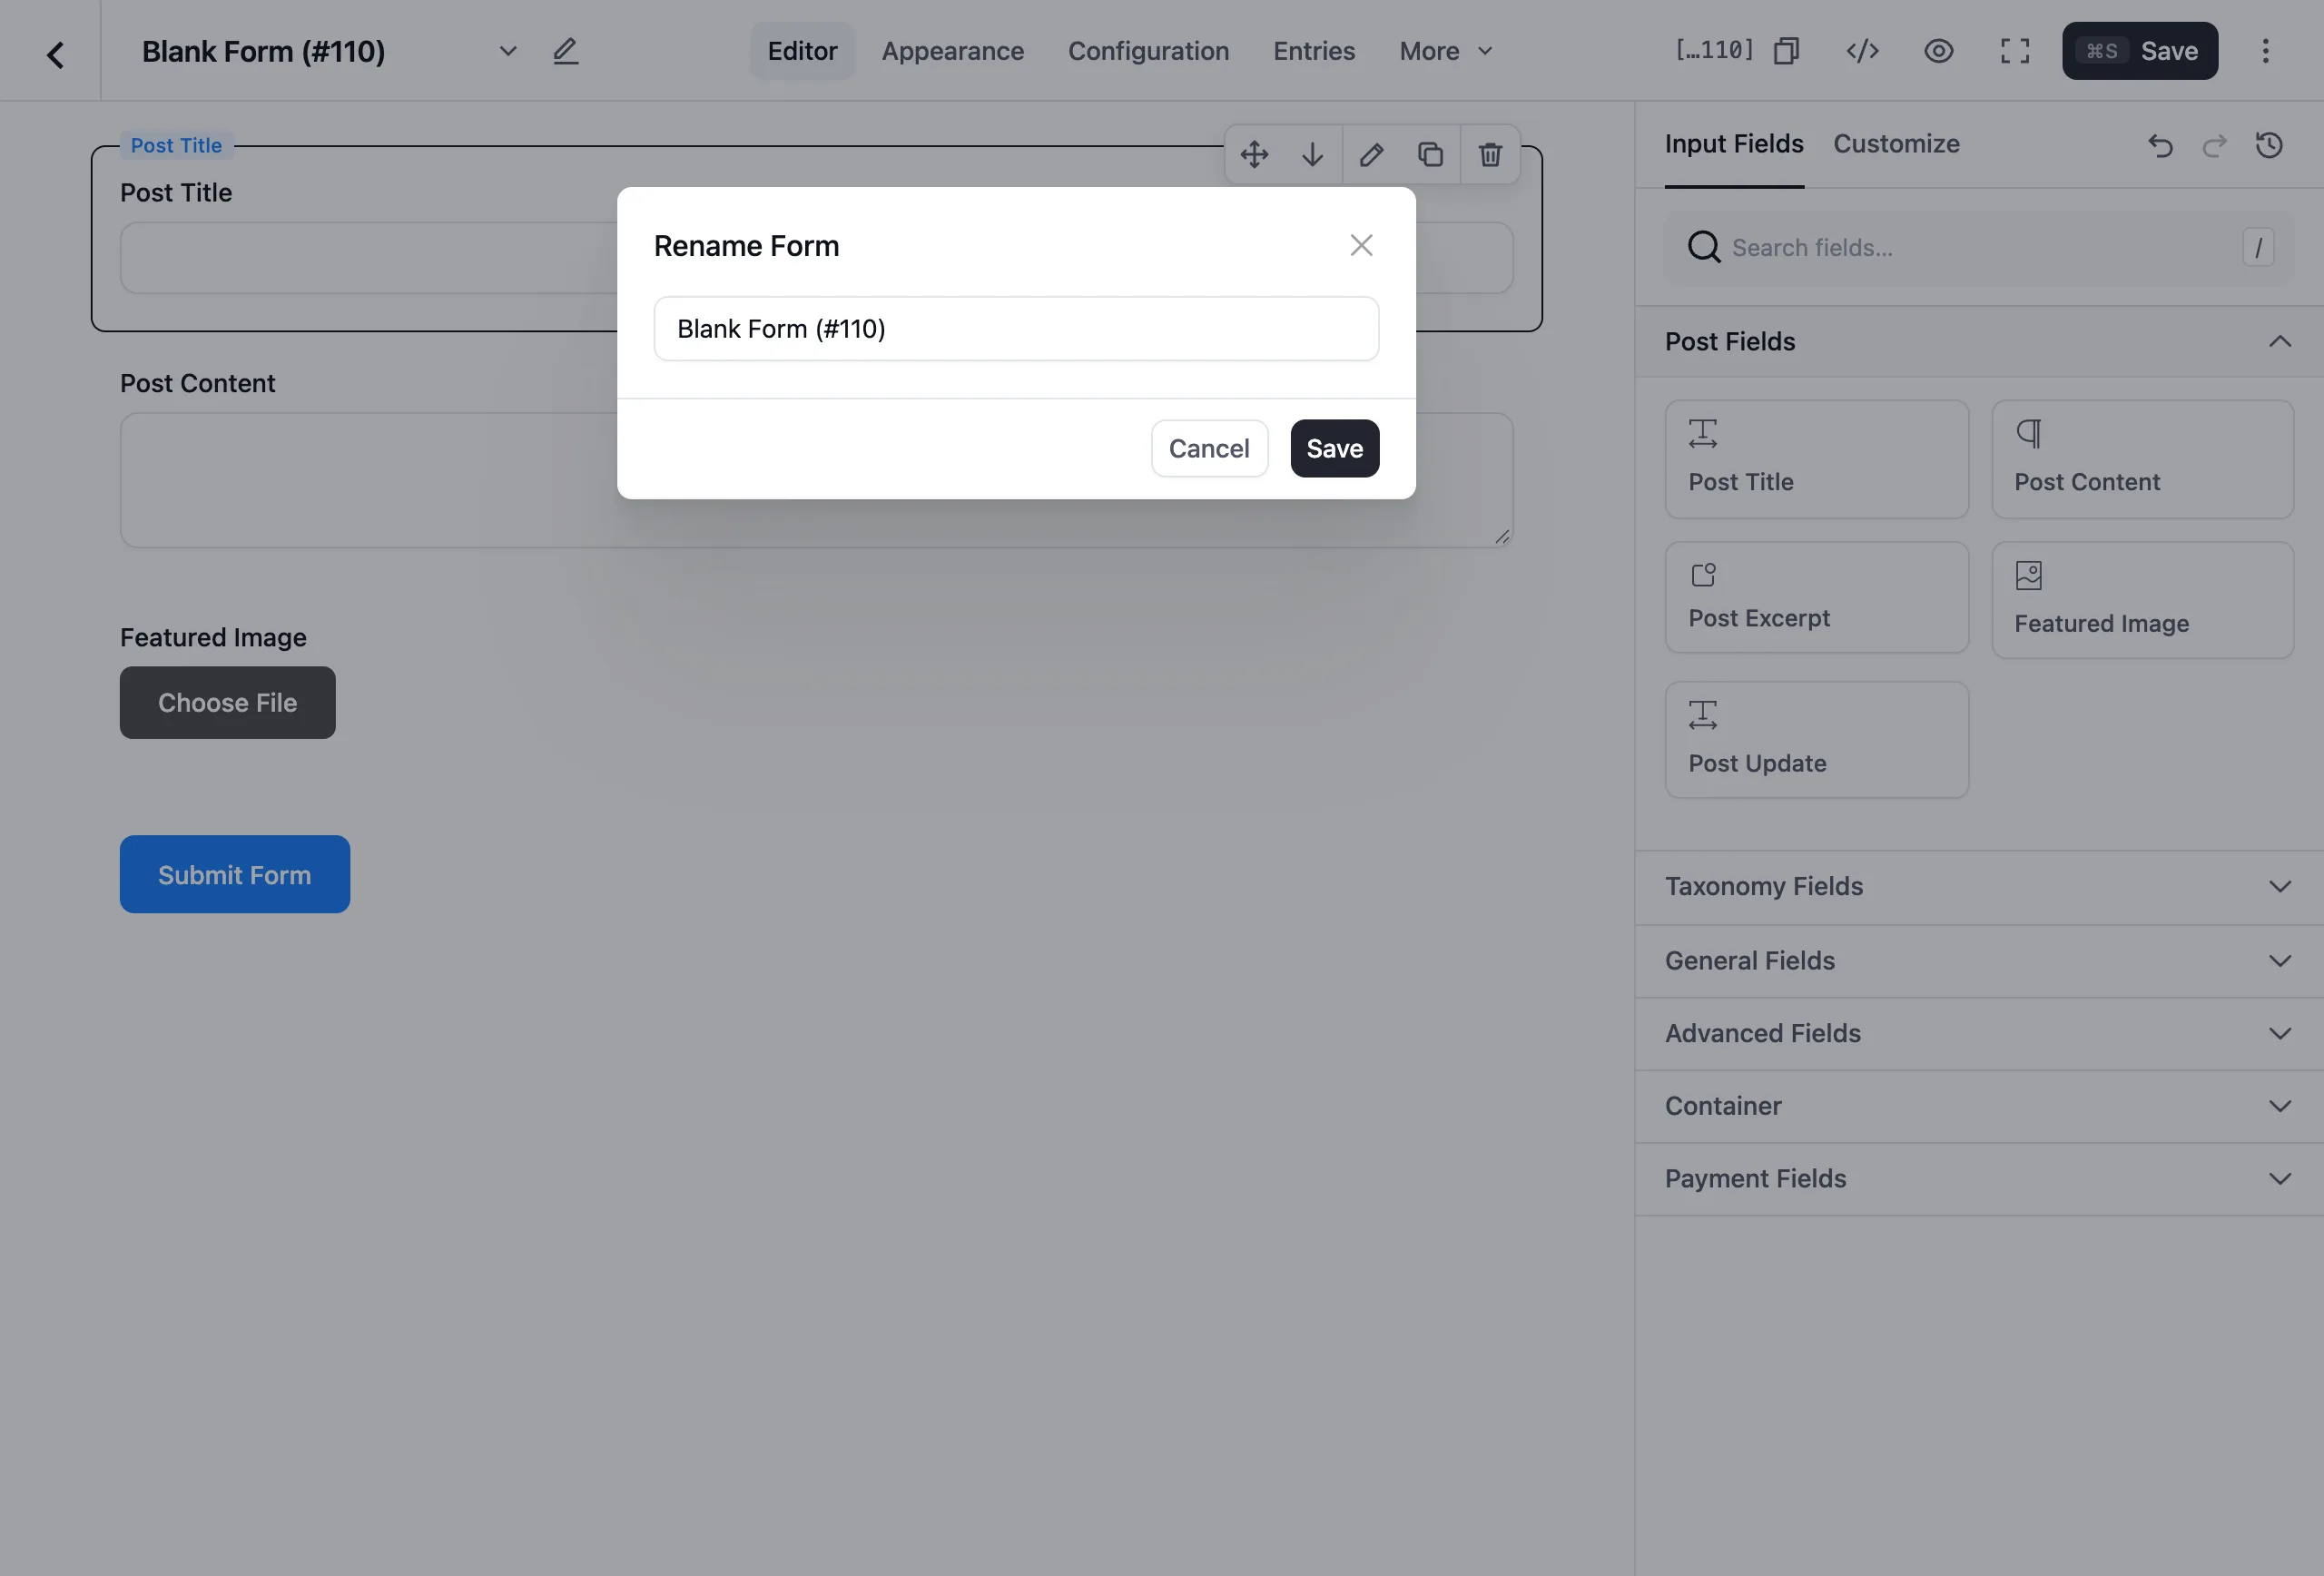 Blank Form (#110)
Editor
Appearance
Configuration
Entries
More
[…110]
⌘S
Save
Post Title
Post Title
Rename Form
Blank Form (#110)
Cancel
Save
Post Content
Featured Image
Choose File
Submit Form
Input Fields
Customize
Search fields...
/
Post Fields
Post Title
Post Content
Post Excerpt
Featured Image
Post Update
Taxonomy Fields
General Fields
Advanced Fields
Container
Payment Fields